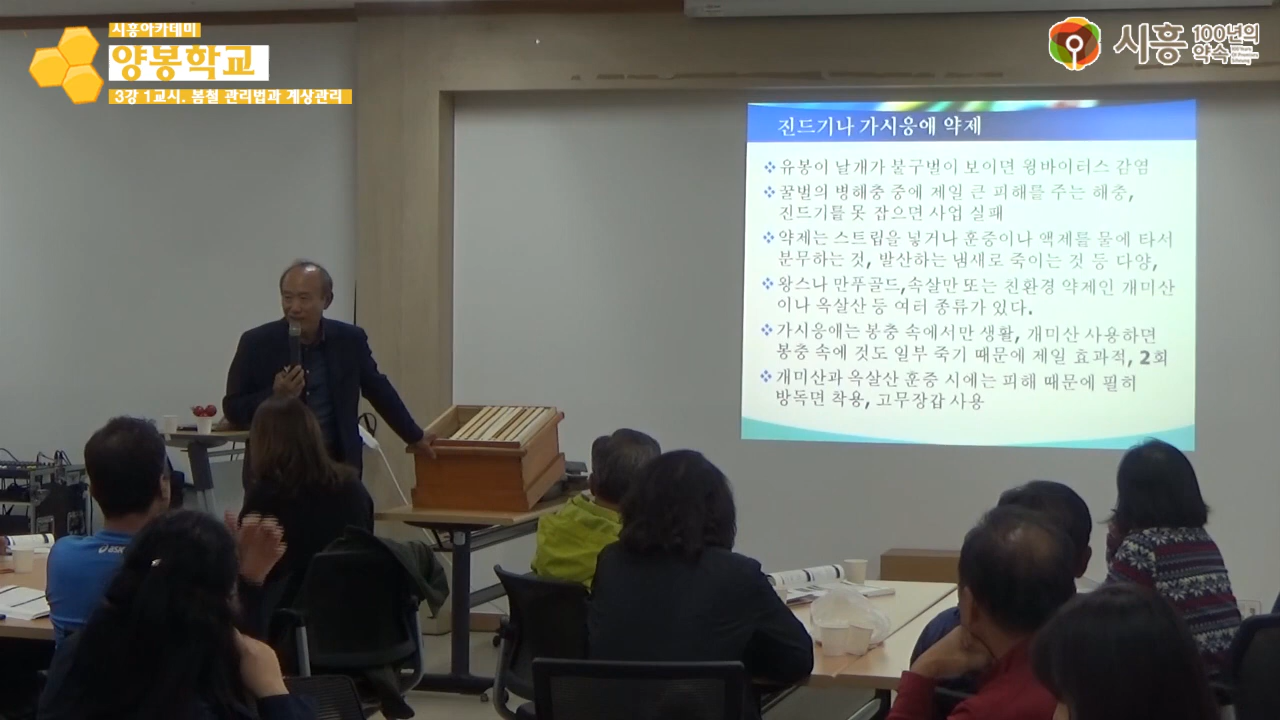 시흥아카데미
양봉학교
3강 1교시. 봄철 관리법과 계상관리
시흥 100년의
약속
진드기나 가시응애 약제
유봉이 날개가 불구벌이 보이면 윙바이러스 감염
꿀벌의 병해충 중에 제일 큰 피해를 주는 해충,
진드기를 못 잡으면 사업 실패
약제는 스트립을 넣거나 훈증이나 액제를 물에 타서
분무하는 것, 발산하는 냄새로 죽이는 것 등 다양,
왕스나 만푸골드,속살만 또는 친환경 약제인 개미산
이나 옥살산 등 여러 종류가 있다.
가시응애는 봉충 속에서만 생활, 개미산 사용하면
봉충 속에 것도 일부 죽기 때문에 제일 효과적, 2회
개미산과 옥살산 훈증 시에는 피해 때문에 필히
방독면 착용, 고무장갑 사용
asics